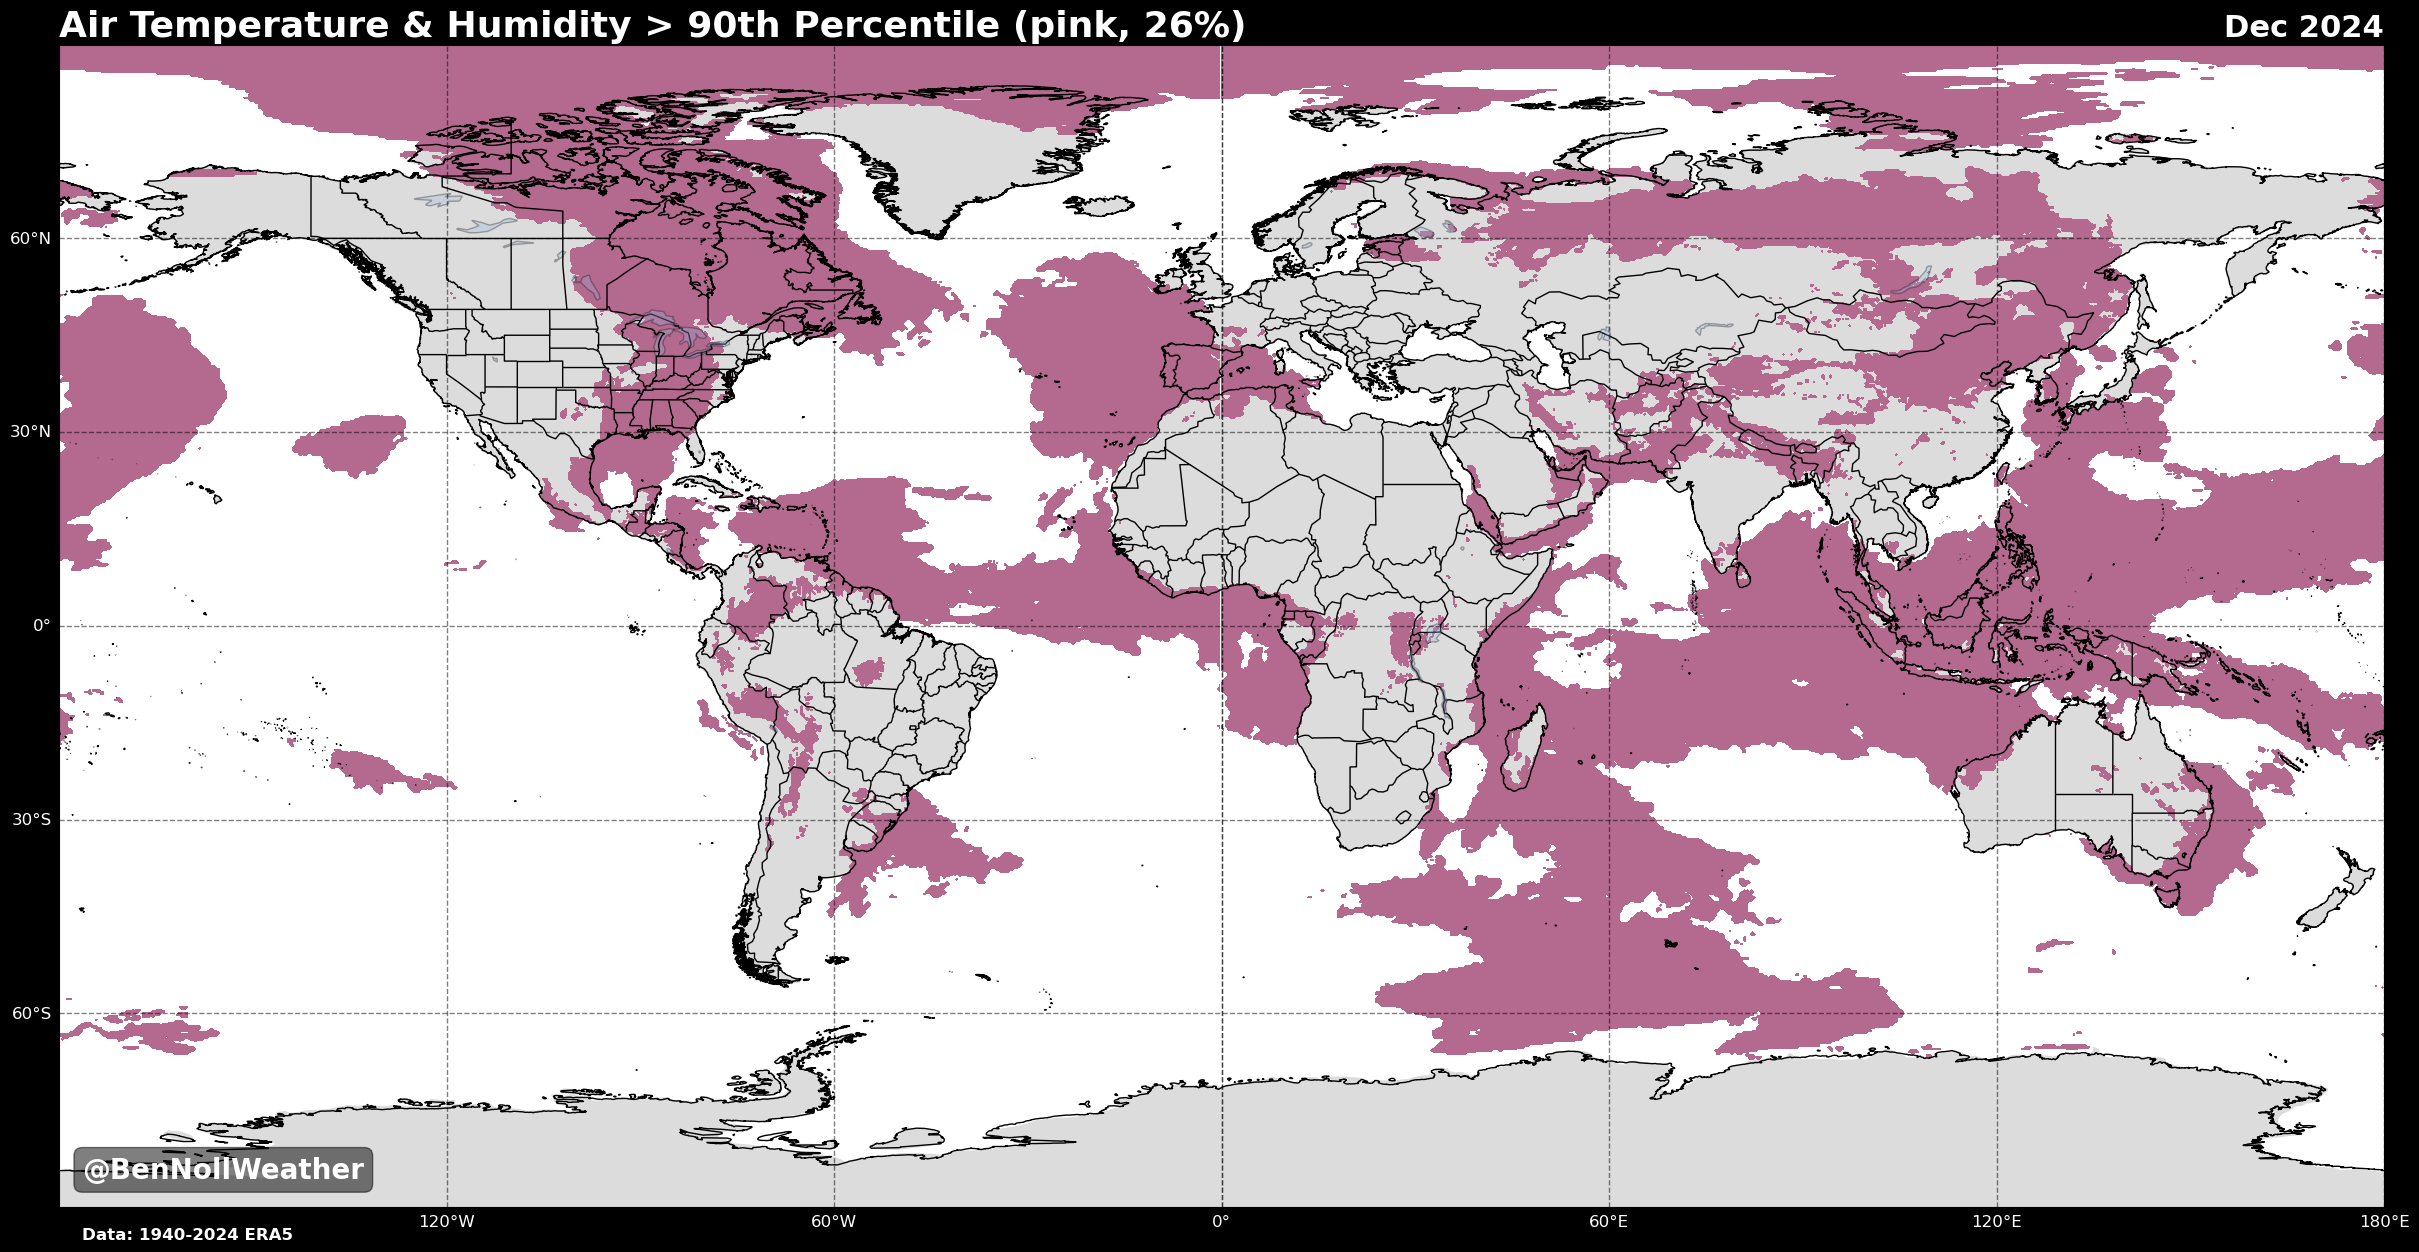 Air Temperature & Humidity > 90th Percentile (pink, 26%)
Dec 2024
60°N
30°N
0°
30°S
60°S
@BenNollWeather
120°W
60°W
0°
60°E
120°E
180°E
Data: 1940-2024 ERA5